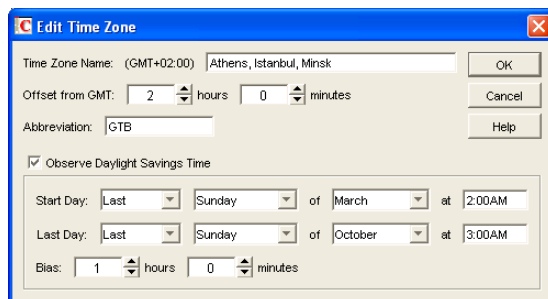 Edit Time Zone
Time Zone Name: (GMT+02:00) Athens, Istanbul, Minsk OK
Offset from GMT: 2 hours 0 minutes Cancel
Abbreviation: GTB Help
Observe Daylight Savings Time
Start Day: Last Sunday of March at 2:00AM
Last Day: Last Sunday of October at 3:00AM
Bias: 1 hours 0 minutes